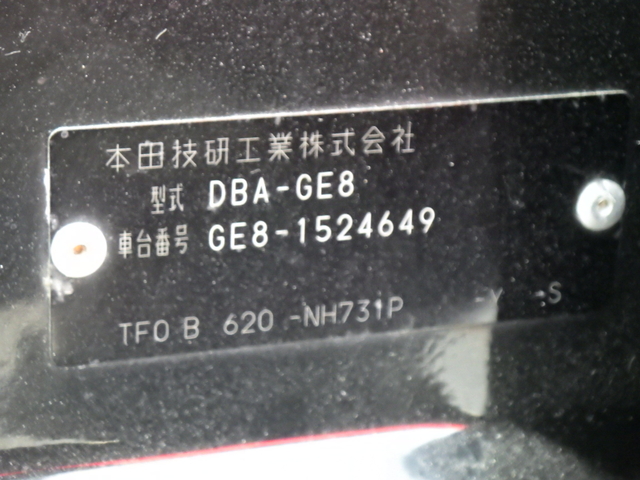 本田技研工業株式会社
型式 DBA-GE8
車台番号 GE8-1524649
TF0 B 620 -NH731P -Y -S